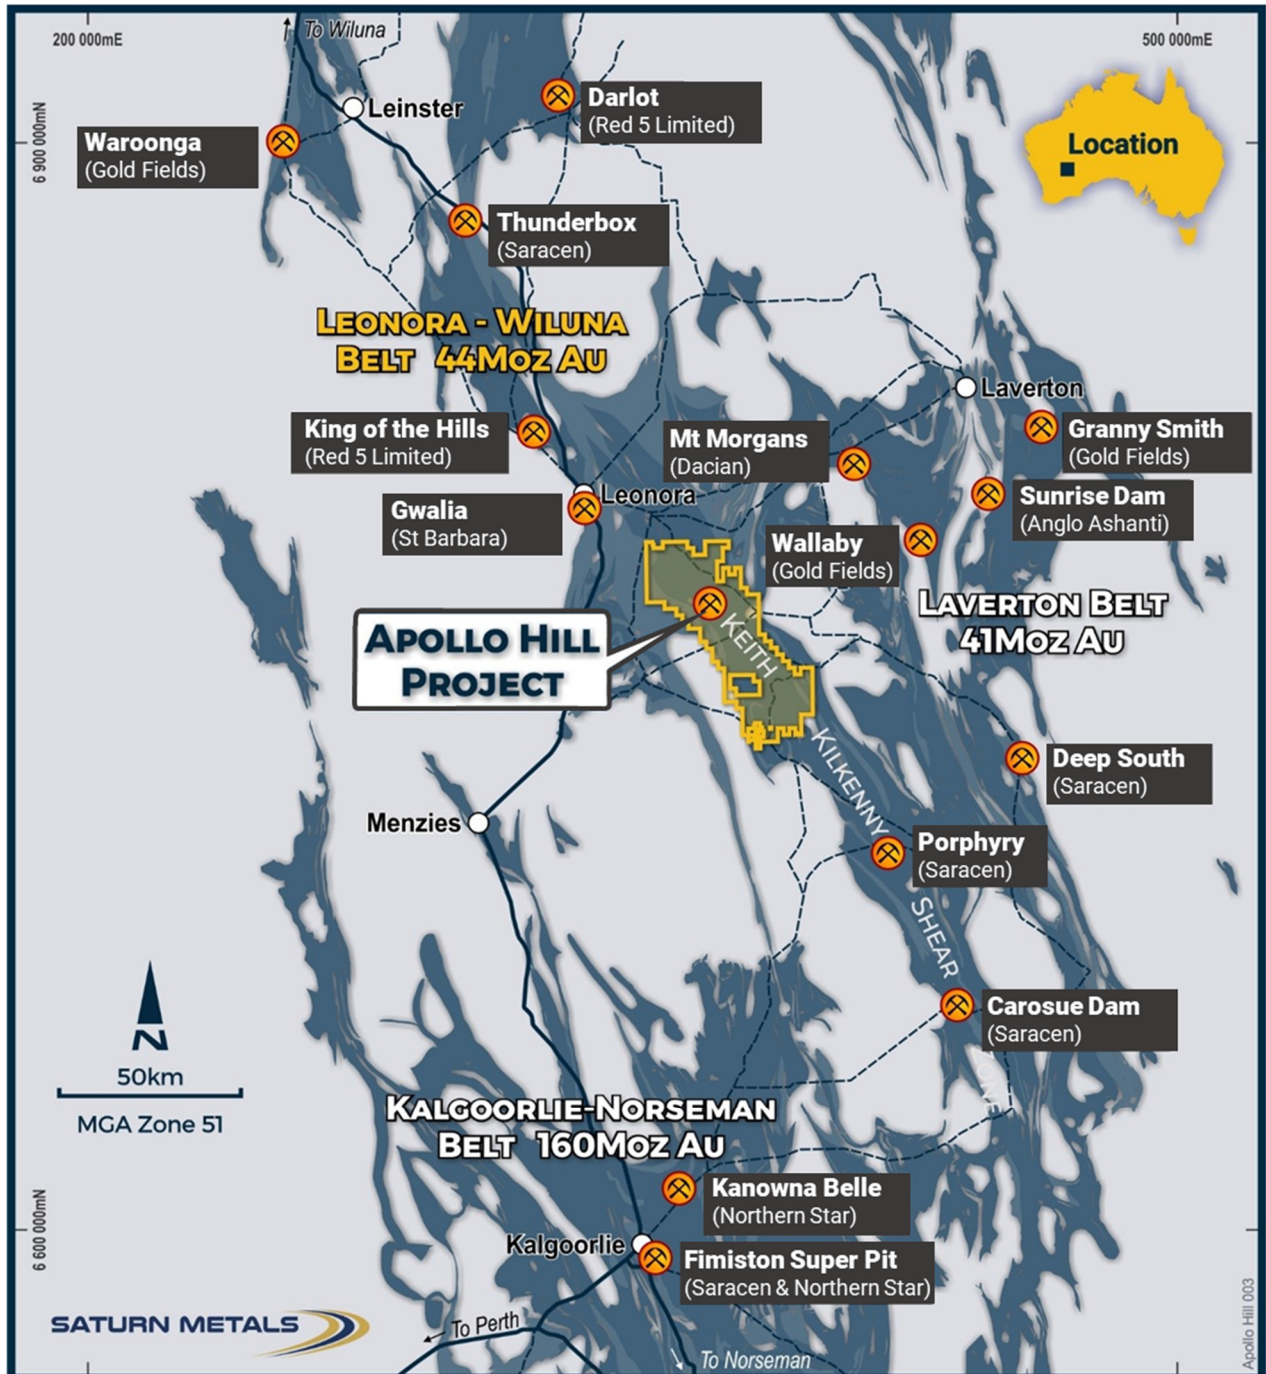 To Wiluna
200 000mE
500 000mE
6 900 000mN
Leinster
Darlot
(Red 5 Limited)
Waroonga
(Gold Fields)
Location
Thunderbox
(Saracen)
LEONORA - WILUNA
BELT 44MOZ AU
Laverton
King of the Hills
(Red 5 Limited)
Mt Morgans
(Dacian)
Granny Smith
(Gold Fields)
Leonora
Gwalia
(St Barbara)
Sunrise Dam
(Anglo Ashanti)
Wallaby
(Gold Fields)
LAVERTON BELT
41MOZ AU
APOLLO HILL
PROJECT
KEITH
KILKENNY
SHEAR
ZONE
Deep South
(Saracen)
Menzies
Porphyry
(Saracen)
N
50km
MGA Zone 51
Carosue Dam
(Saracen)
KALGOORLIE-NORSEMAN
BELT 160MOZ AU
Kanowna Belle
(Northern Star)
6 600 000mN
Kalgoorlie
Fimiston Super Pit
(Saracen & Northern Star)
SATURN METALS
To Perth
To Norseman
Apollo Hill 003